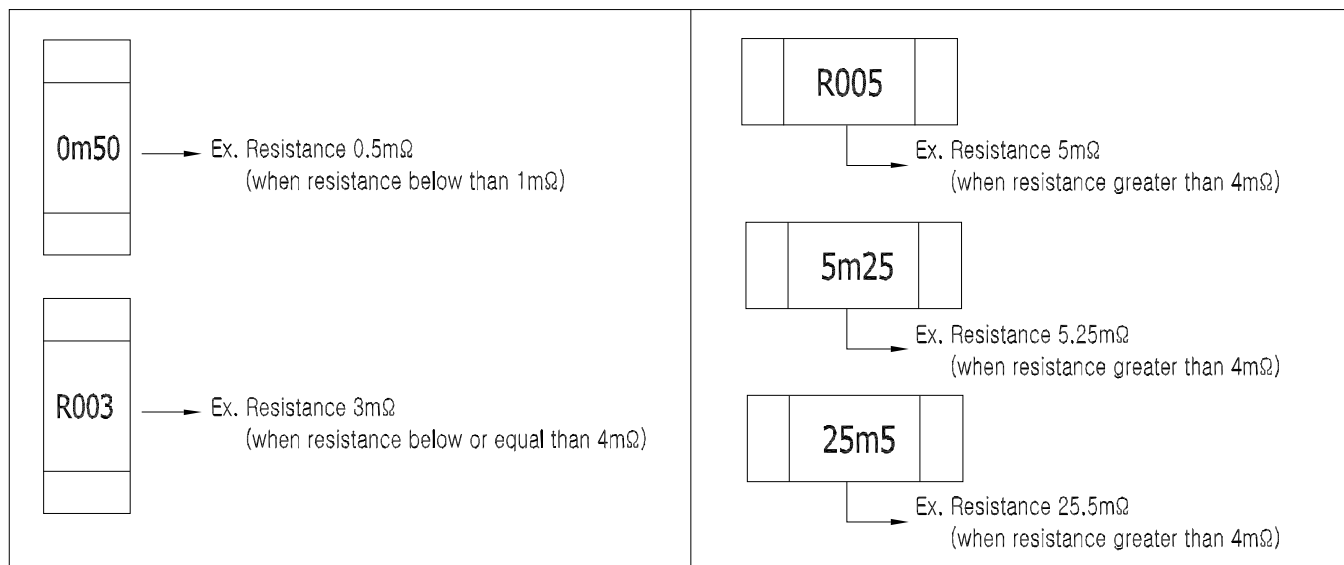 0m50
Ex. Resistance 0.5mΩ
(when resistance below than 1mΩ)
R003
Ex. Resistance 3mΩ
(when resistance below or equal than 4mΩ)
R005
Ex. Resistance 5mΩ
(when resistance greater than 4mΩ)
5m25
Ex. Resistance 5.25mΩ
(when resistance greater than 4mΩ)
25m5
Ex. Resistance 25.5mΩ
(when resistance greater than 4mΩ)